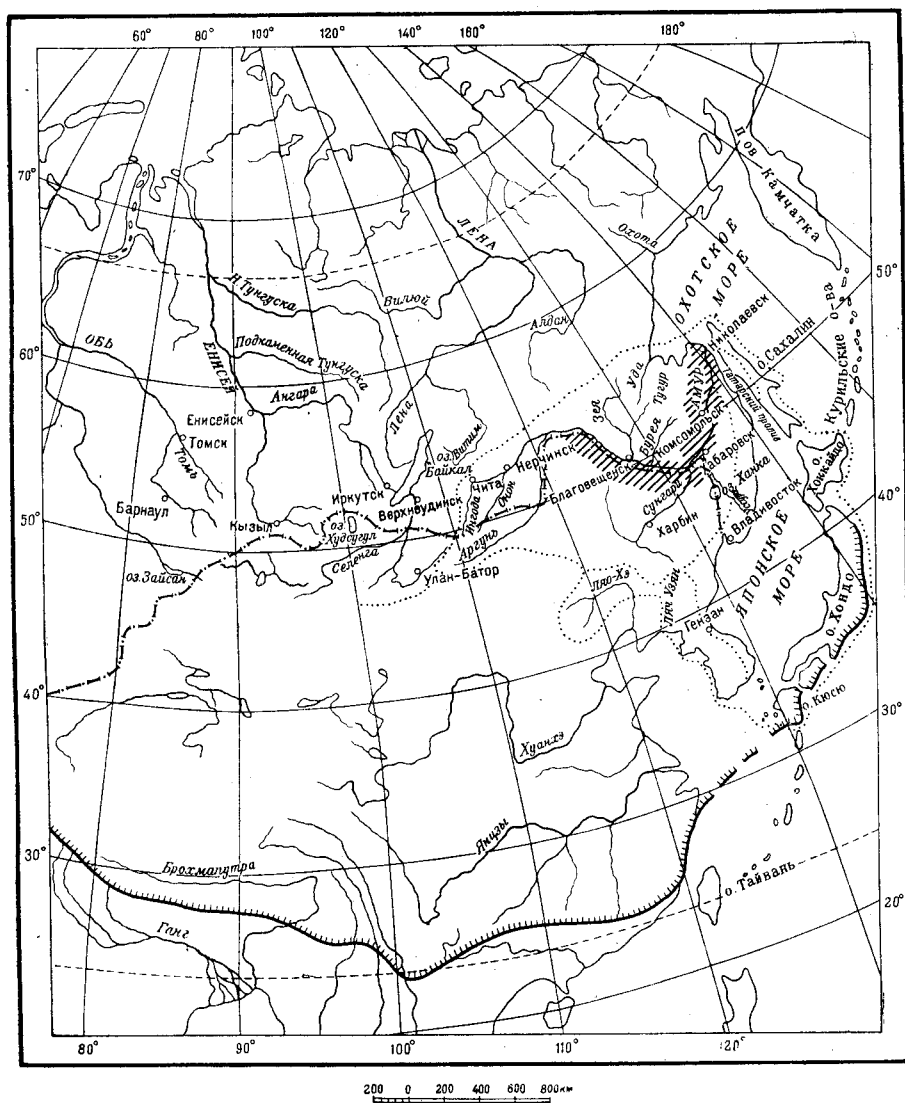 60° 80° 100° 120° 140° 160° 100° 180°
70°
60°
50°
40°
30°
П-ОВ
Камчатка
50°
Охота
ОХОТСКОЕ
МОРЕ
ЛЕНА
Н.Тунгуска
Вилюй
Алдан
Николаевск
о.Сахалин
Курильские о-ва
ОБЬ
ЕНИСЕЙ
Подкаменная Тунгуска
Ангара
Лена
Уда
Тугур
АМУР
Татарский
Зея
Бурея
Комсомольск
Енисейск
Томск
Томь
оз.
Байкал
Витим
Нерчинск
Хабаровск
о.
Хоккайдо
Барнаул
Иркутск
Чита
Благовещенск
оз. Ханка
40°
Кызыл
Верхнеудинск
Ингода
Онон
I
Сунгари
Харбин
Владивосток
оз.
Худсугул
Селенга
Аргунь
оз.Зайсан
Улан-Батор
ЯПОНСКОЕ
МОРЕ
Ляо-Хэ
Гензан
о.Хондо
о.Кюсю
30°
Хуанхэ
Янцзы
Брохмапутра
Ганг
о.Тайвань
20°
80° 90° 100° 110° 120°
200 0 200 400 600 800км